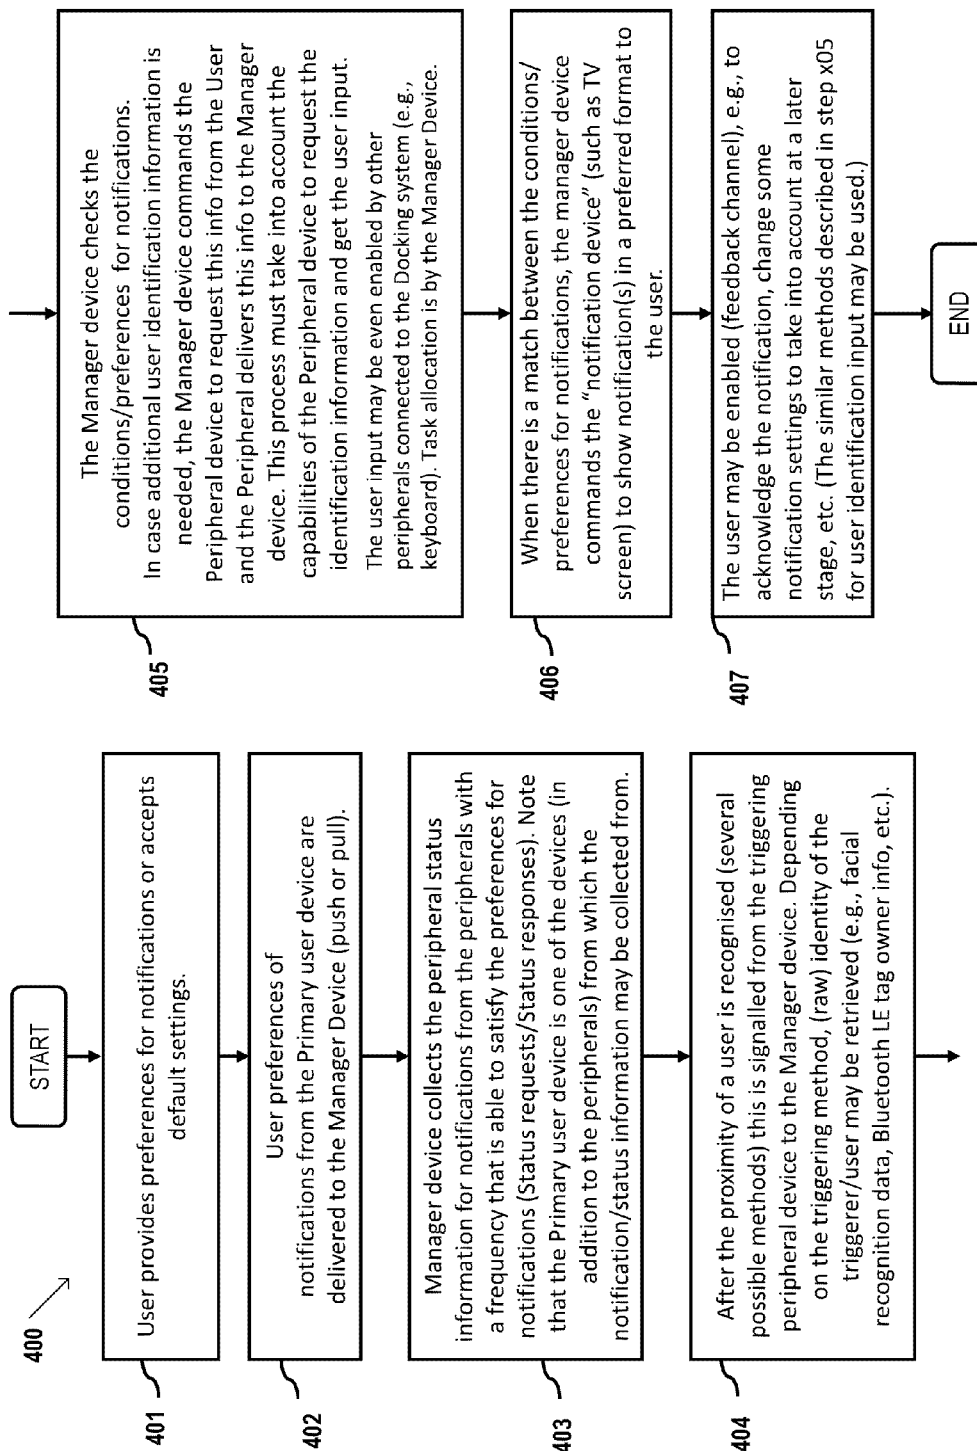 400
START
401
User provides preferences for notifications or accepts
default settings.
402
User preferences of
notifications from the Primary user device are
delivered to the Manager Device (push or pull).
403
Manager device collects the peripheral status
information for notifications from the peripherals with
a frequency that is able to satisfy the preferences for
notifications (Status requests/Status responses). Note
that the Primary user device is one of the devices (in
addition to the peripherals) from which the
notification/status information may be collected from.
404
After the proximity of a user is recognised (several
possible methods) this is signalled from the triggering
peripheral device to the Manager device. Depending
on the triggering method, (raw) identity of the
triggerer/user may be retrieved (e.g., facial
recognition data, Bluetooth LE tag owner info, etc.).
405
The Manager device checks the
conditions/preferences for notifications.
In case additional user identification information is
needed, the Manager device commands the
Peripheral device to request this info from the User
and the Peripheral delivers this info to the Manager
device. This process must take into account the
capabilities of the Peripheral device to request the
identification information and get the user input.
The user input may be even enabled by other
peripherals connected to the Docking system (e.g.,
keyboard). Task allocation is by the Manager Device.
406
When there is a match between the conditions/
preferences for notifications, the manager device
commands the “notification device” (such as TV
screen) to show notification(s) in a preferred format to
the user.
407
The user may be enabled (feedback channel), e.g., to
acknowledge the notification, change some
notification settings to take into account at a later
stage, etc. (The similar methods described in step x05
for user identification input may be used.)
END